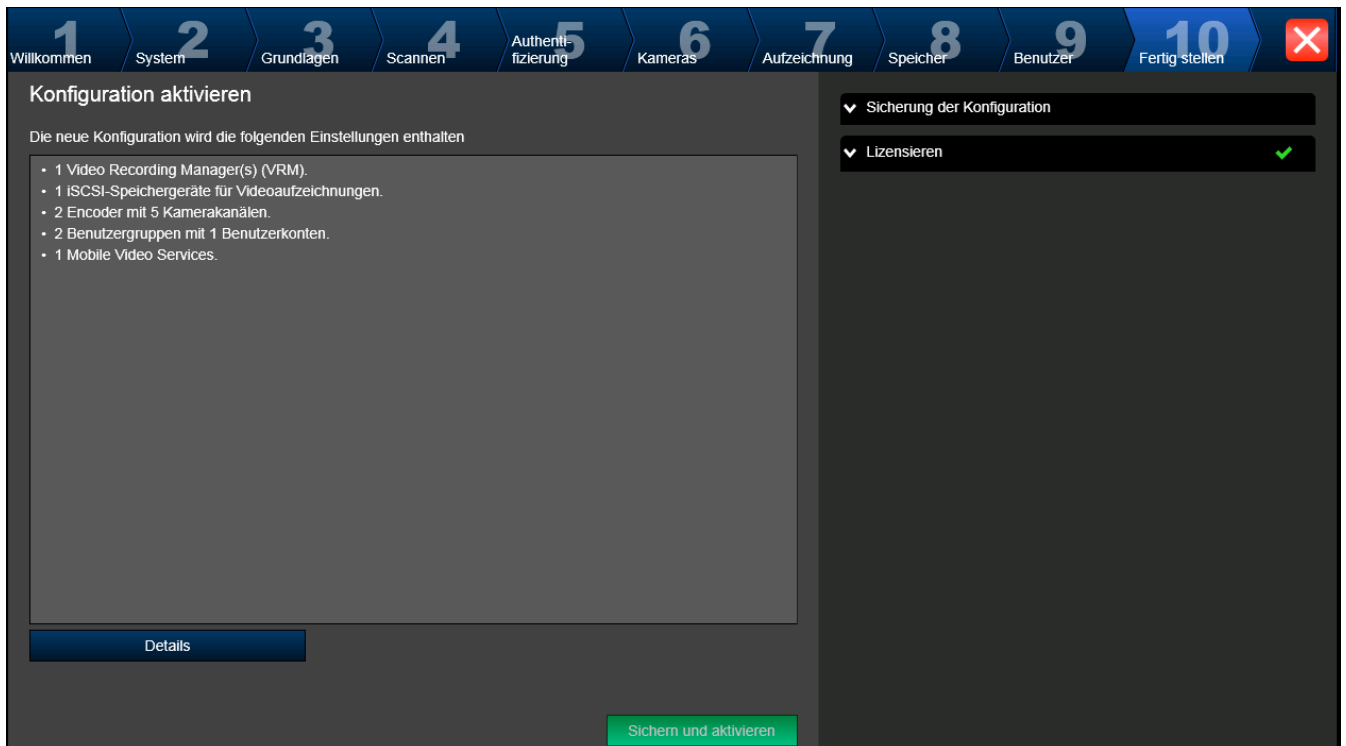 1 Willkommen
2 System
3 Grundlagen
4 Scannen
5 Authenti-
fizierung
6 Kameras
7 Aufzeichnung
8 Speicher
9 Benutzer
10 Fertig stellen
Konfiguration aktivieren
Die neue Konfiguration wird die folgenden Einstellungen enthalten
• 1 Video Recording Manager(s) (VRM).
• 1 iSCSI-Speichergeräte für Videoaufzeichnungen.
• 2 Encoder mit 5 Kamerakanälen.
• 2 Benutzergruppen mit 1 Benutzerkonten.
• 1 Mobile Video Services.
Details
Sichern und aktivieren
Sicherung der Konfiguration
Lizensieren